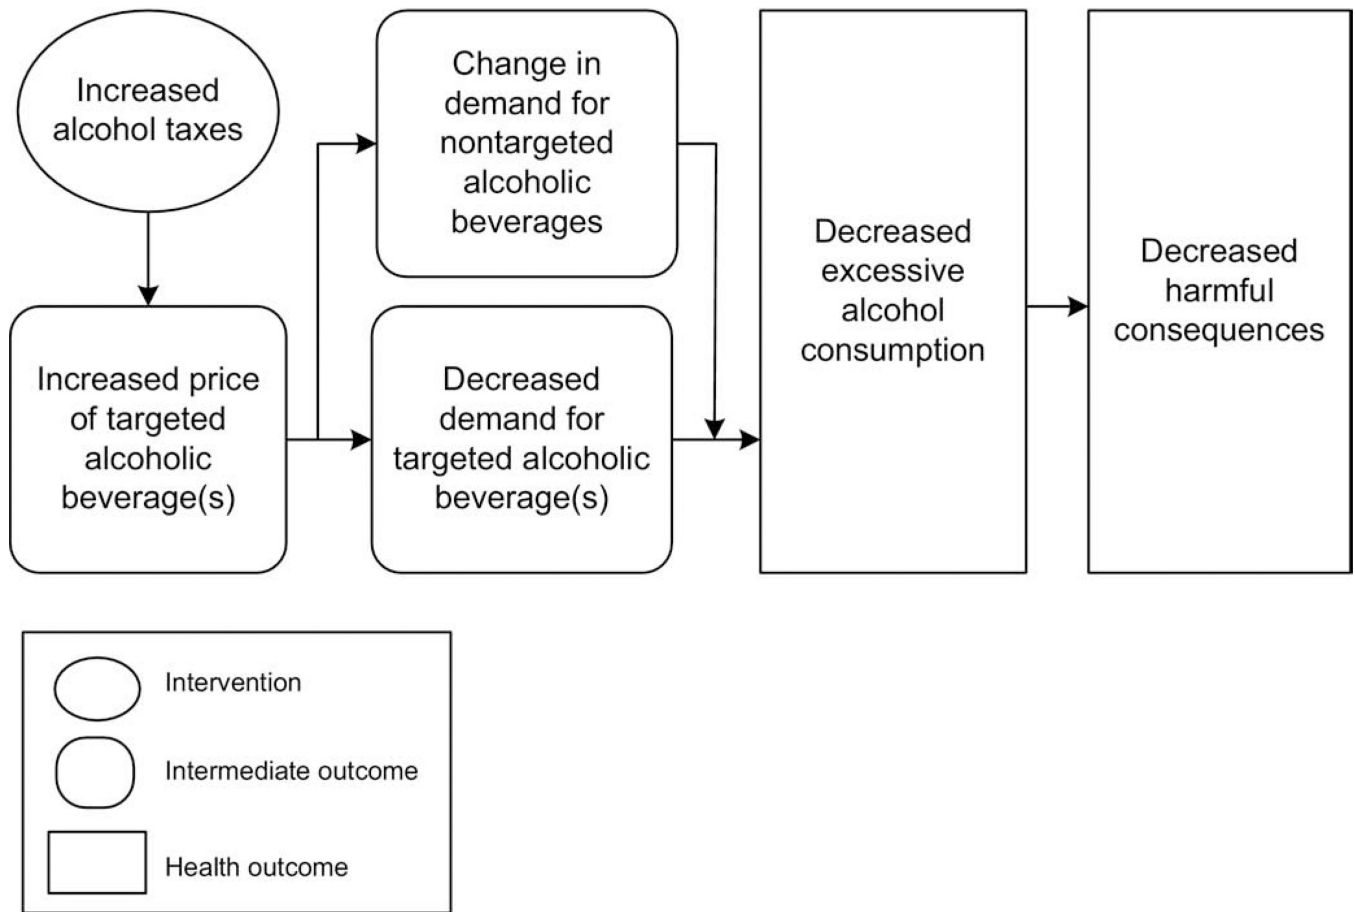 Increased
alcohol taxes
Increased price
of targeted
alcoholic
beverage(s)
Change in
demand for
nontargeted
alcoholic
beverages
Decreased
demand for
targeted alcoholic
beverage(s)
Decreased
excessive
alcohol
consumption
Decreased
harmful
consequences
Intervention
Intermediate outcome
Health outcome